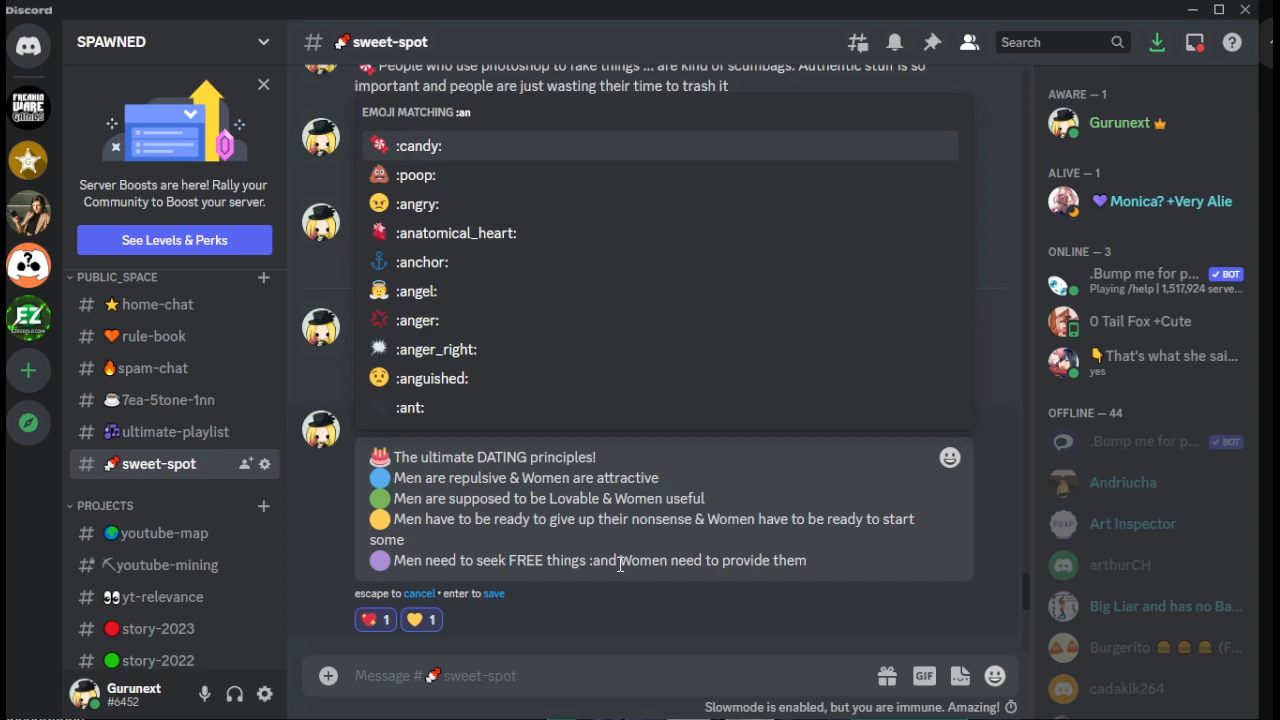 Discord
SPAWNED
Server Boosts are here! Rally your
Community to Boost your server.
See Levels & Perks
PUBLIC_SPACE
# ⭐home-chat
# 🧡rule-book
# 🔥spam-chat
# ☕7ea-5tone-1nn
# 🎶ultimate-playlist
# 🍬sweet-spot
PROJECTS
# 🌍youtube-map
# ⛏youtube-mining
# 👀yt-relevance
# 🔴story-2023
# 🟢story-2022
Gurunext
#6452
FREAKIN WARE GAMES
G
EZ
# 🍬sweet-spot
Search
🍬 People who use photoshop to fake things ... are kind of scumbags. Authentic stuff is so
important and people are just wasting their time to trash it
EMOJI MATCHING :an
:candy:
:poop:
:angry:
:anatomical_heart:
:anchor:
:angel:
:anger:
:anger_right:
:anguished:
:ant:
🎂 The ultimate DATING principles!
🔵 Men are repulsive & Women are attractive
🟢 Men are supposed to be Lovable & Women useful
🟡 Men have to be ready to give up their nonsense & Women have to be ready to start
some
🟣 Men need to seek FREE things :and Women need to provide them
escape to cancel • enter to save
💖 1 💛 1
Message # 🍬sweet-spot
GIF
Slowmode is enabled, but you are immune. Amazing!
AWARE — 1
Gurunext
ALIVE — 1
💜Monica? +Very Alie
ONLINE — 3
.Bump me for p... ✓ BOT
Playing /help | 1,517,924 serve...
0 Tail Fox +Cute
👇That's what she sai...
yes
OFFLINE — 44
.Bump me for p... ✓ BOT
Andriucha
Art Inspector
arthurCH
Big Liar and has no Ba...
Burgerito 🍔 🍔 🍔 (F...
cadakik264